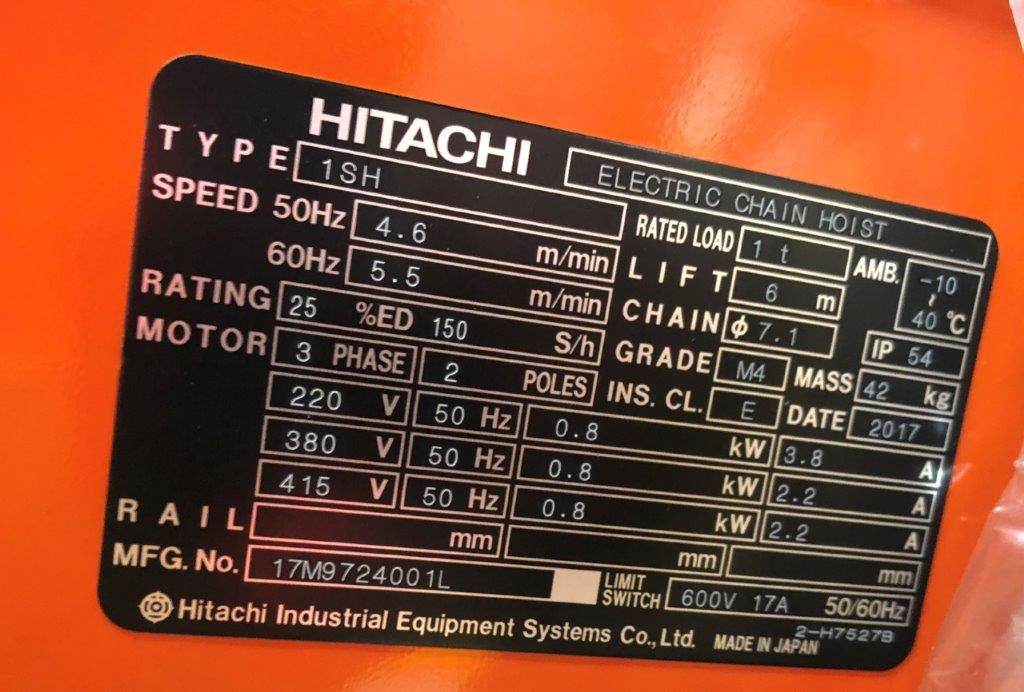 HITACHI ELECTRIC CHAIN HOIST
TYPE 1SH
RATED LOAD 1 t
AMB. -10 ~ 40 ℃
SPEED 50Hz 4.6 m/min
LIFT 6 m
60Hz 5.5 m/min
CHAIN φ 7.1
IP 54
RATING 25 %ED 150 S/h
GRADE M4
MASS 42 kg
MOTOR 3 PHASE 2 POLES
INS. CL. E
DATE 2017
220 V 50 Hz 0.8 kW 3.8 A
380 V 50 Hz 0.8 kW 2.2 A
415 V 50 Hz 0.8 kW 2.2 A
RAIL mm mm mm
MFG. No. 17M9724001L
LIMIT SWITCH 600V 17A 50/60Hz
Hitachi Industrial Equipment Systems Co., Ltd. MADE IN JAPAN
2-H7527B